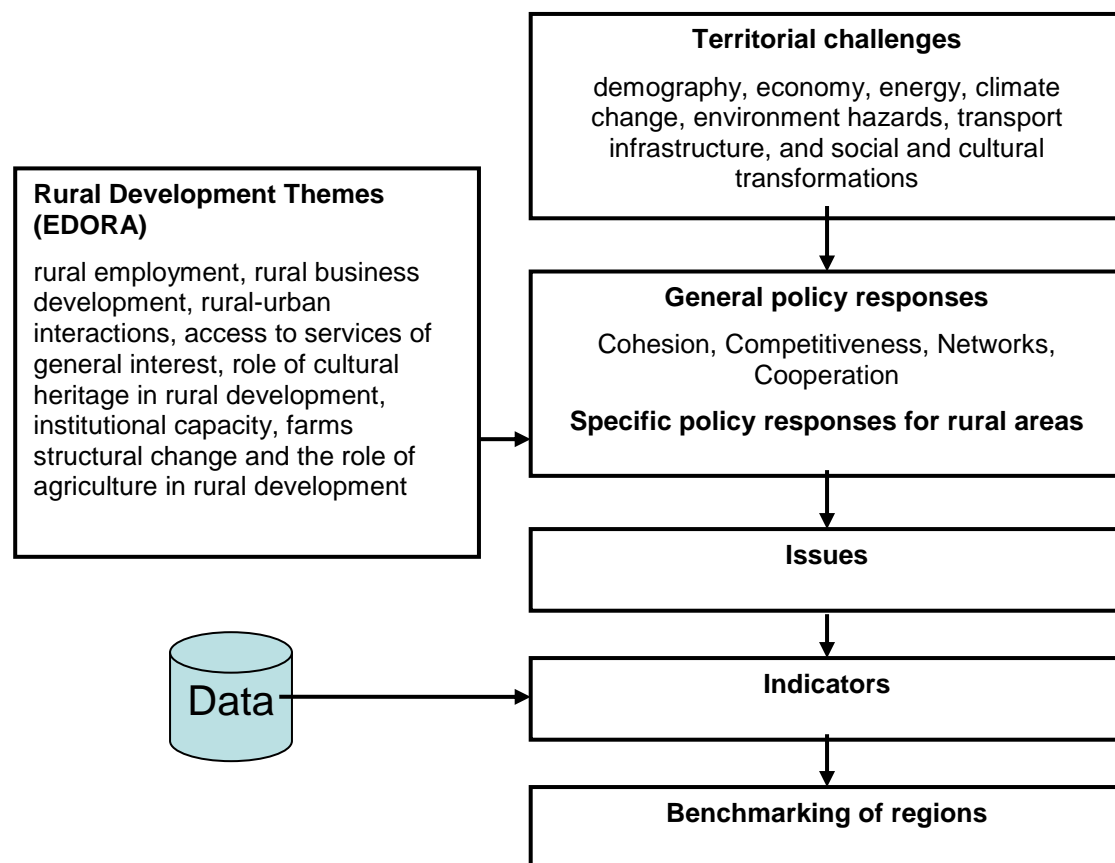 Territorial challenges
demography, economy, energy, climate
change, environment hazards, transport
infrastructure, and social and cultural
transformations
Rural Development Themes
(EDORA)
rural employment, rural business
development, rural-urban
interactions, access to services of
general interest, role of cultural
heritage in rural development,
institutional capacity, farms
structural change and the role of
agriculture in rural development
General policy responses
Cohesion, Competitiveness, Networks,
Cooperation
Specific policy responses for rural areas
Issues
Data
Indicators
Benchmarking of regions